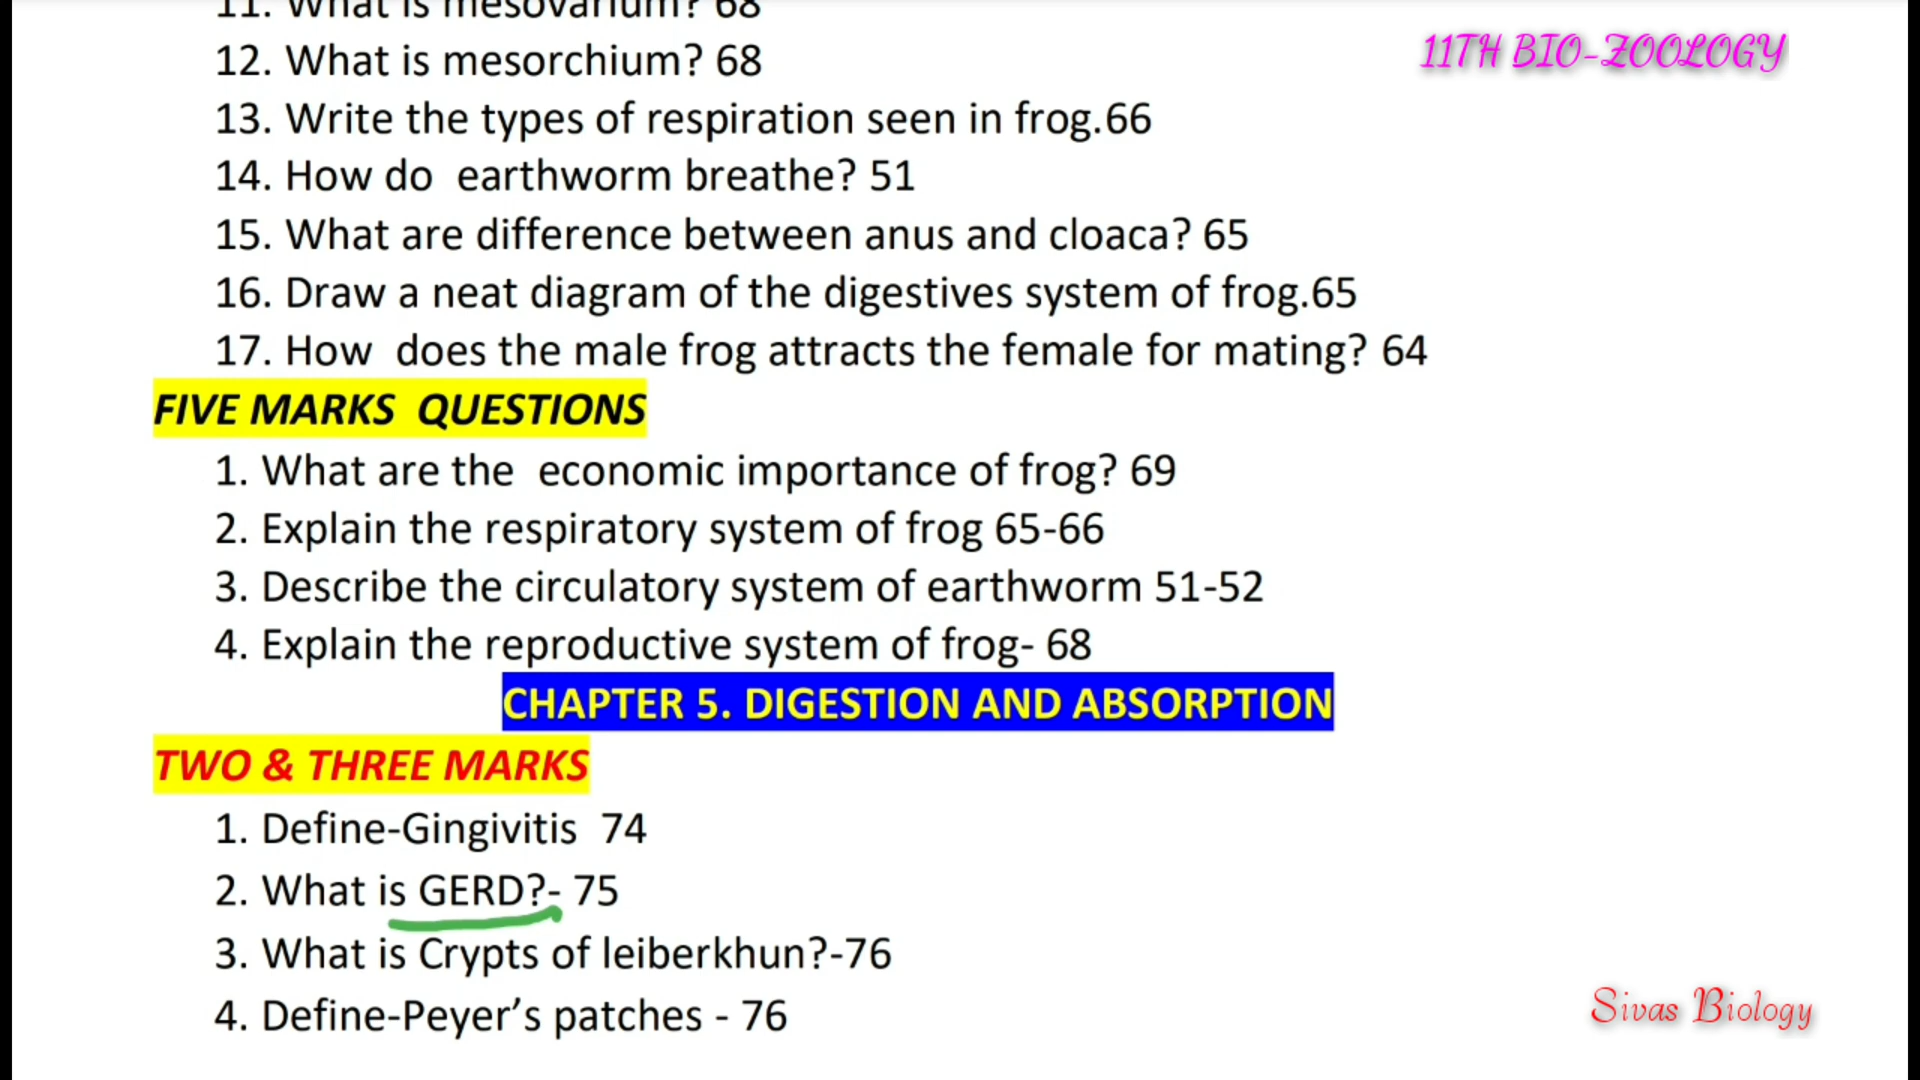 11. What is mesovarium? 68
11TH BIO-ZOOLOGY
12. What is mesorchium? 68
13. Write the types of respiration seen in frog.66
14. How do  earthworm breathe? 51
15. What are difference between anus and cloaca? 65
16. Draw a neat diagram of the digestives system of frog.65
17. How  does the male frog attracts the female for mating? 64
FIVE MARKS  QUESTIONS
1. What are the  economic importance of frog? 69
2. Explain the respiratory system of frog 65-66
3. Describe the circulatory system of earthworm 51-52
4. Explain the reproductive system of frog- 68
CHAPTER 5. DIGESTION AND ABSORPTION
TWO & THREE MARKS
1. Define-Gingivitis  74
2. What is GERD?- 75
3. What is Crypts of leiberkhun?-76
4. Define-Peyer’s patches - 76
Sivas Biology